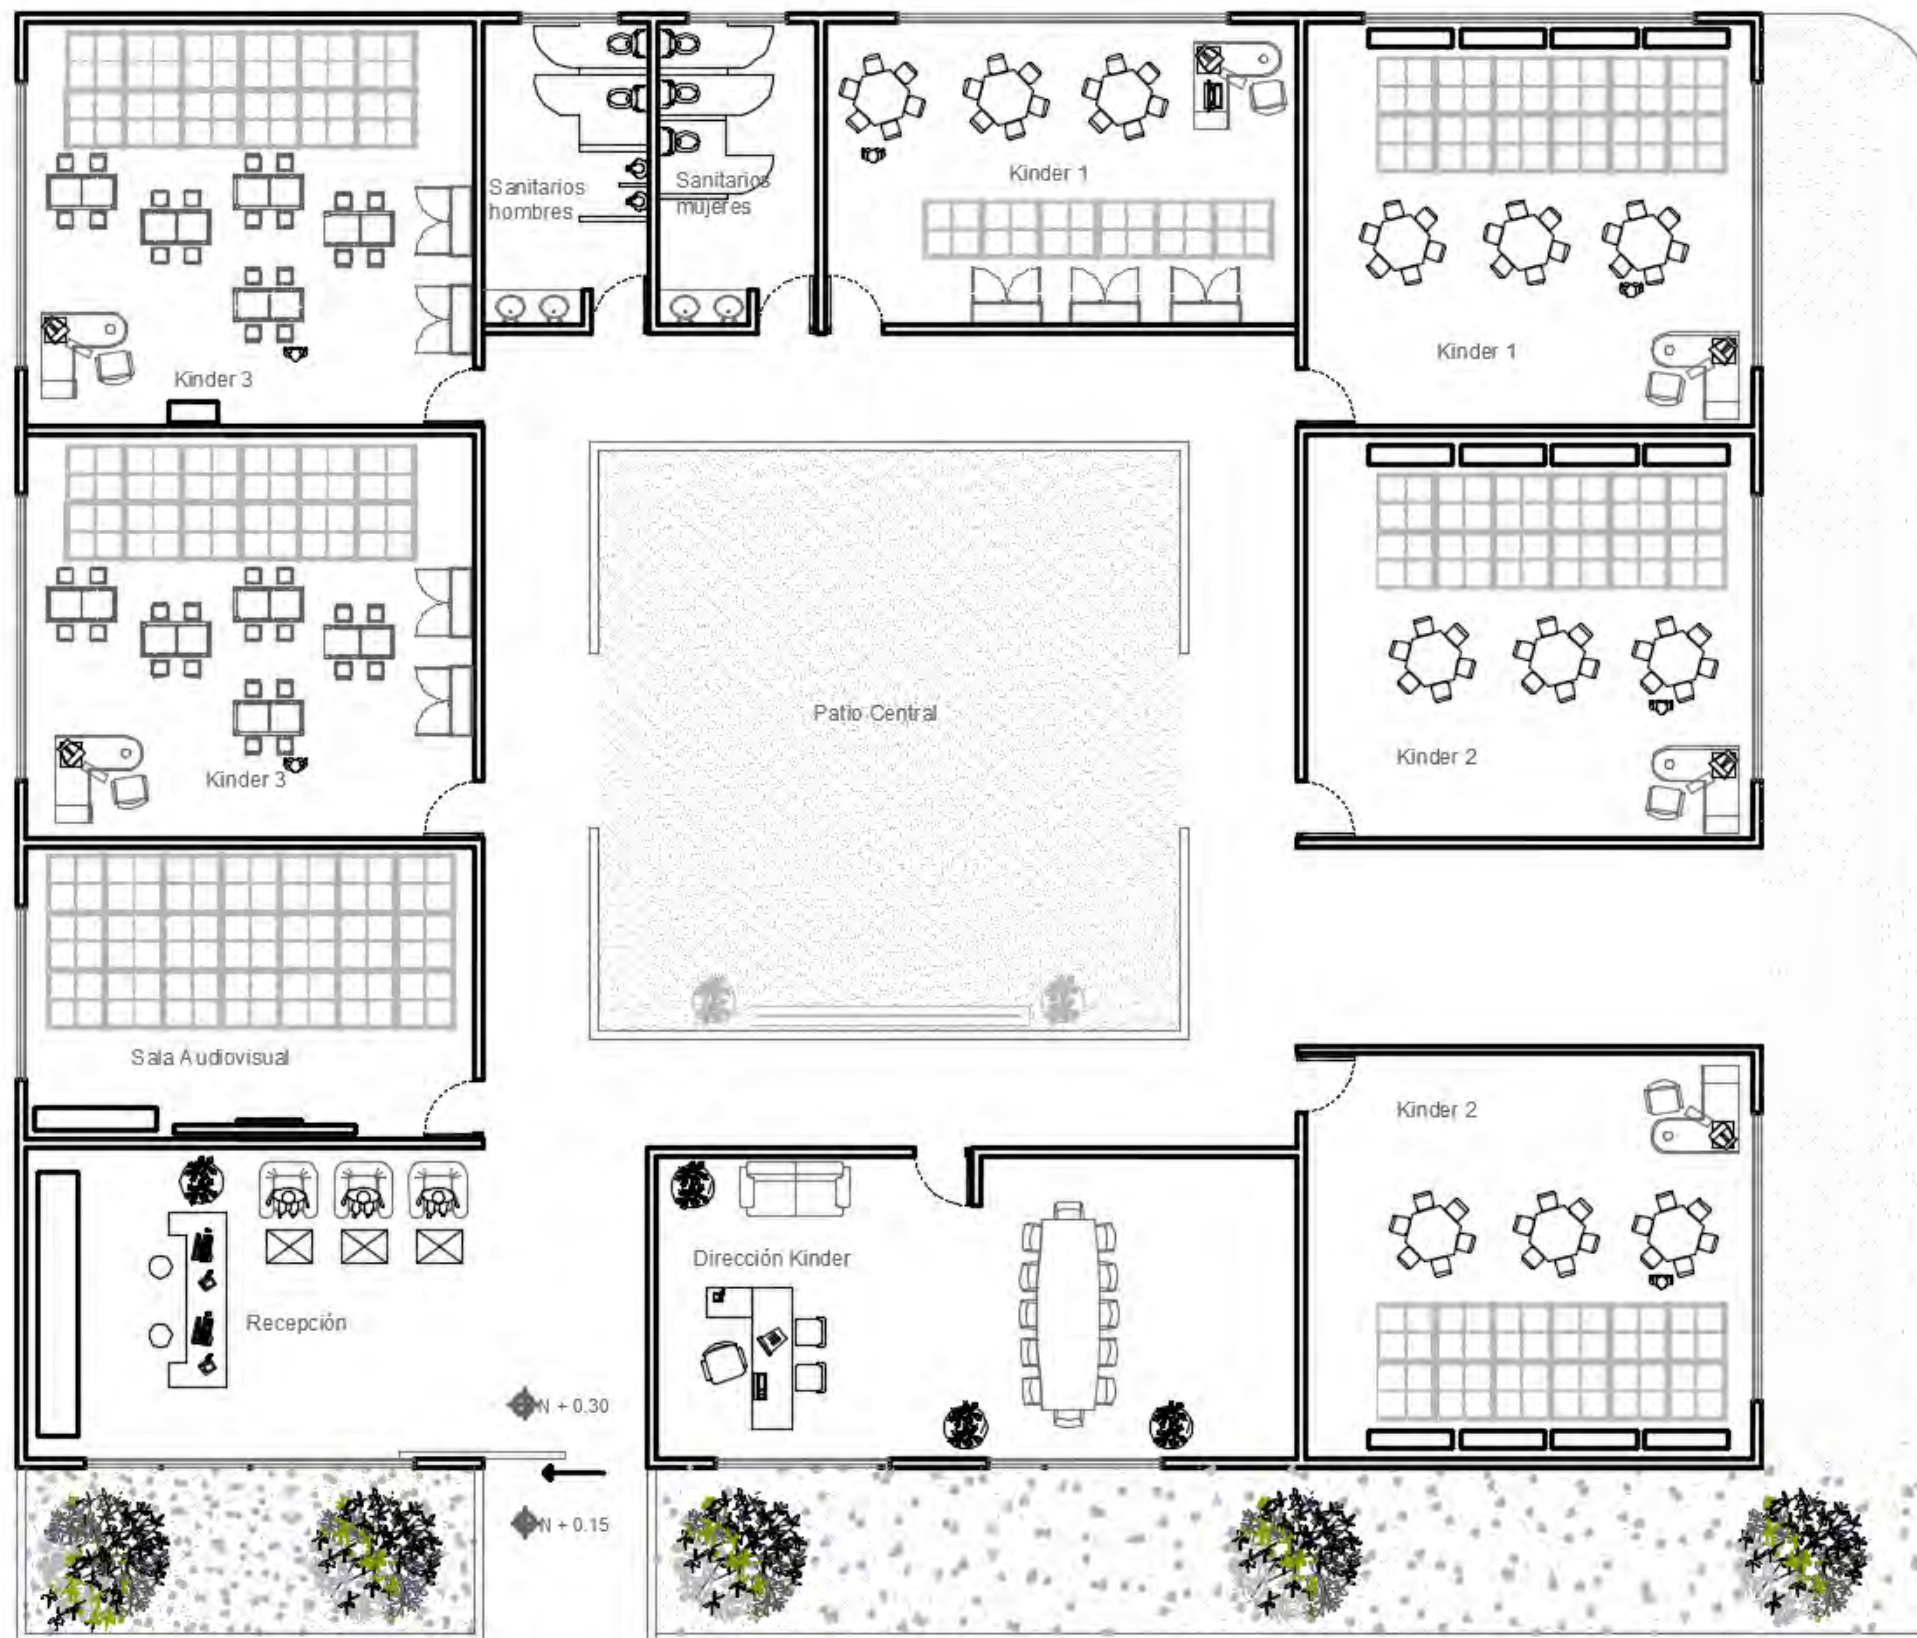 Sanitarios
hombres
Sanitarios
mujeres
Kinder 1
Kinder 1
Kinder 3
Patio Central
Kinder 2
Kinder 3
Sala Audiovisual
Kinder 2
Dirección Kinder
Recepción
N + 0.30
N + 0.15